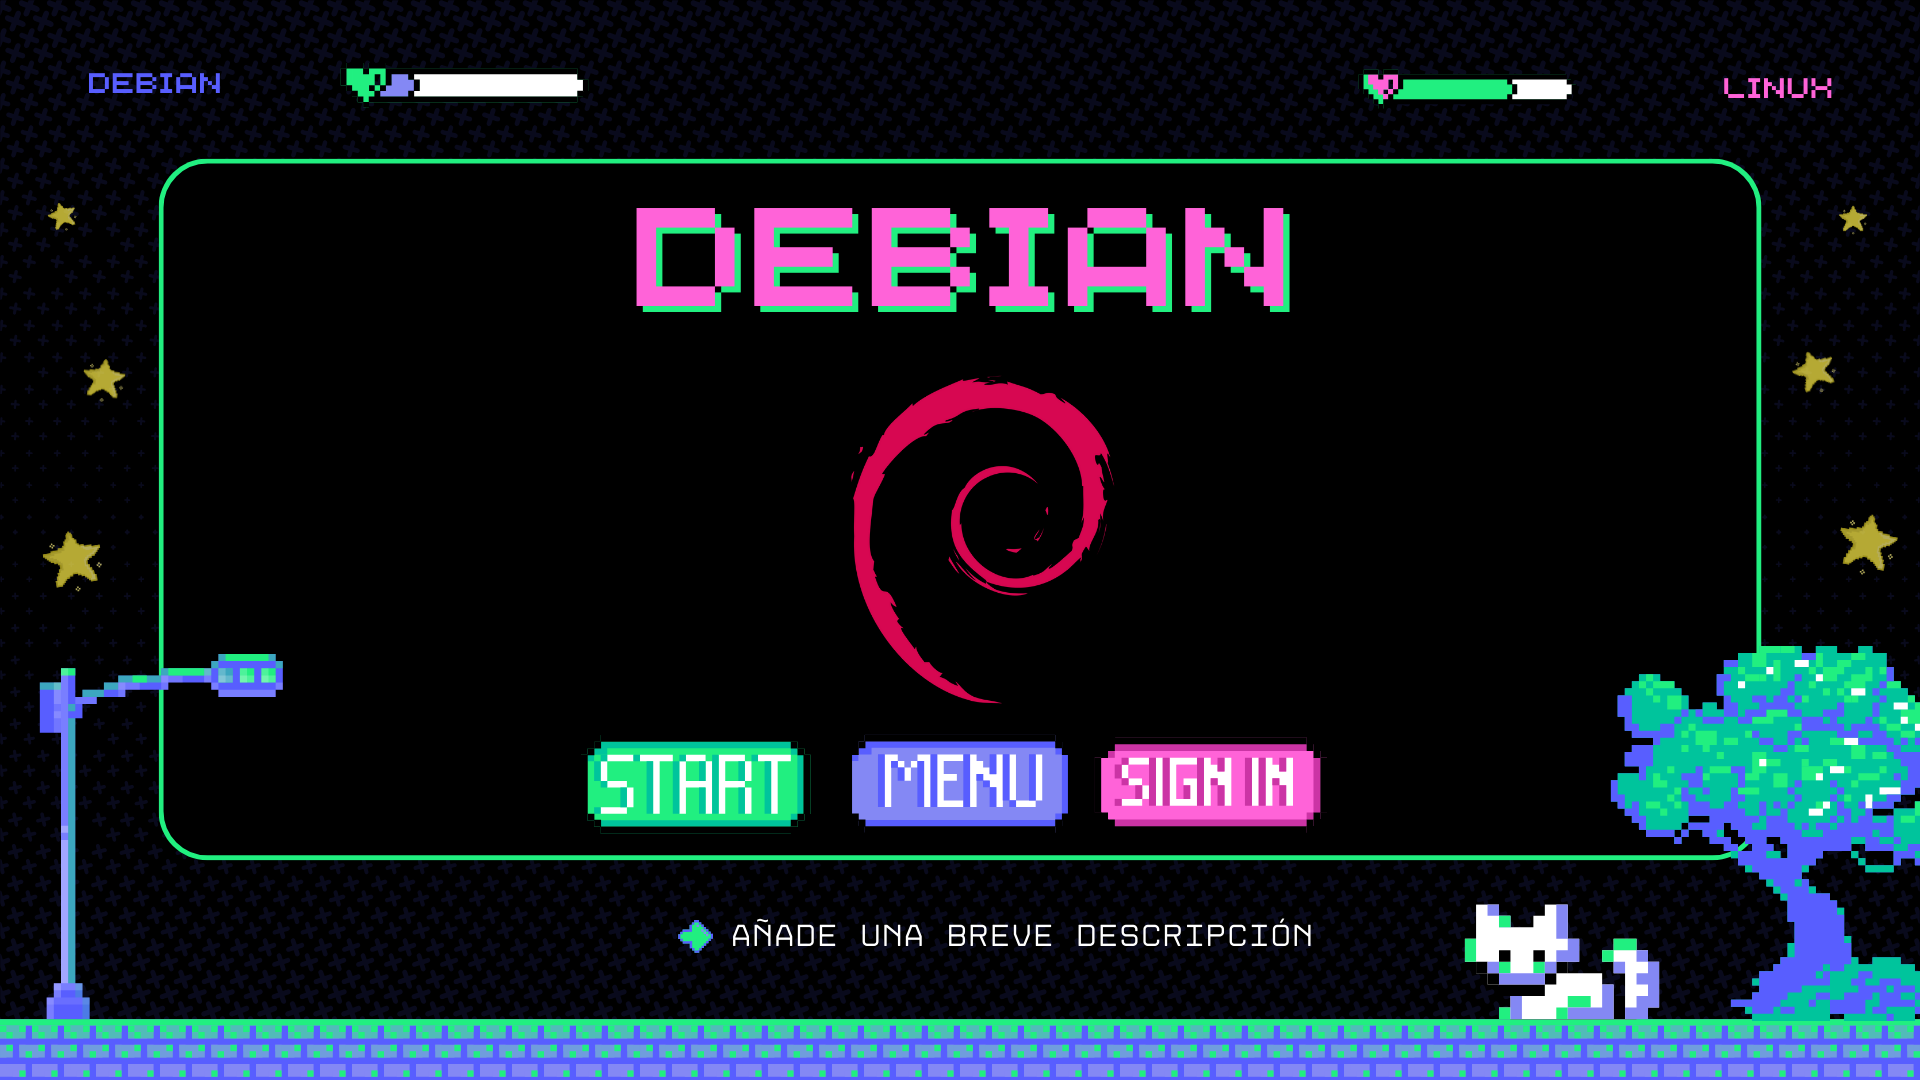 DEBIAN
LINUX
DEBIAN
START
MENU
SIGN IN
AÑADE UNA BREVE DESCRIPCIÓN